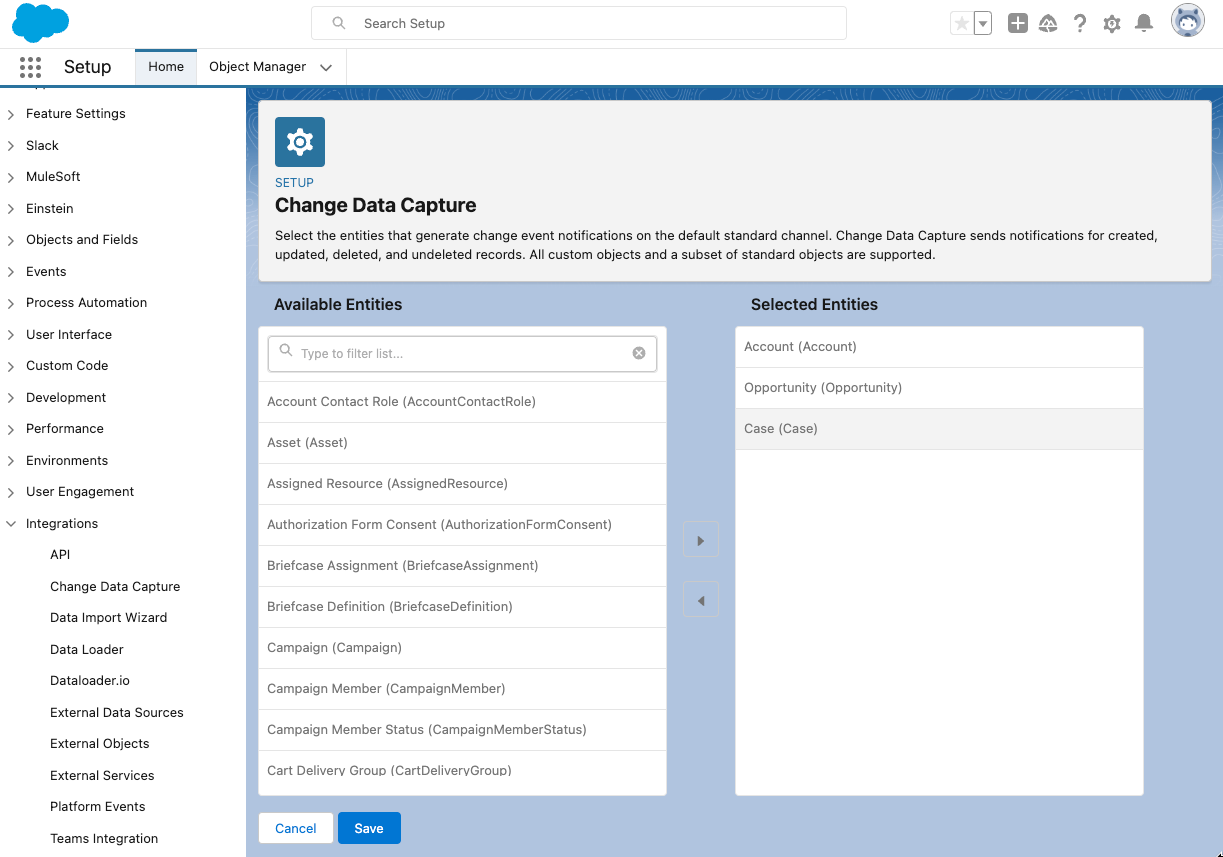 Search Setup
Setup
Home
Object Manager
Feature Settings
Slack
MuleSoft
Einstein
Objects and Fields
Events
Process Automation
User Interface
Custom Code
Development
Performance
Environments
User Engagement
Integrations
API
Change Data Capture
Data Import Wizard
Data Loader
Dataloader.io
External Data Sources
External Objects
External Services
Platform Events
Teams Integration
SETUP
Change Data Capture
Select the entities that generate change event notifications on the default standard channel. Change Data Capture sends notifications for created,
updated, deleted, and undeleted records. All custom objects and a subset of standard objects are supported.
Available Entities
Type to filter list...
Account Contact Role (AccountContactRole)
Asset (Asset)
Assigned Resource (AssignedResource)
Authorization Form Consent (AuthorizationFormConsent)
Briefcase Assignment (BriefcaseAssignment)
Briefcase Definition (BriefcaseDefinition)
Campaign (Campaign)
Campaign Member (CampaignMember)
Campaign Member Status (CampaignMemberStatus)
Cart Delivery Group (CartDeliveryGroup)
Selected Entities
Account (Account)
Opportunity (Opportunity)
Case (Case)
Cancel
Save